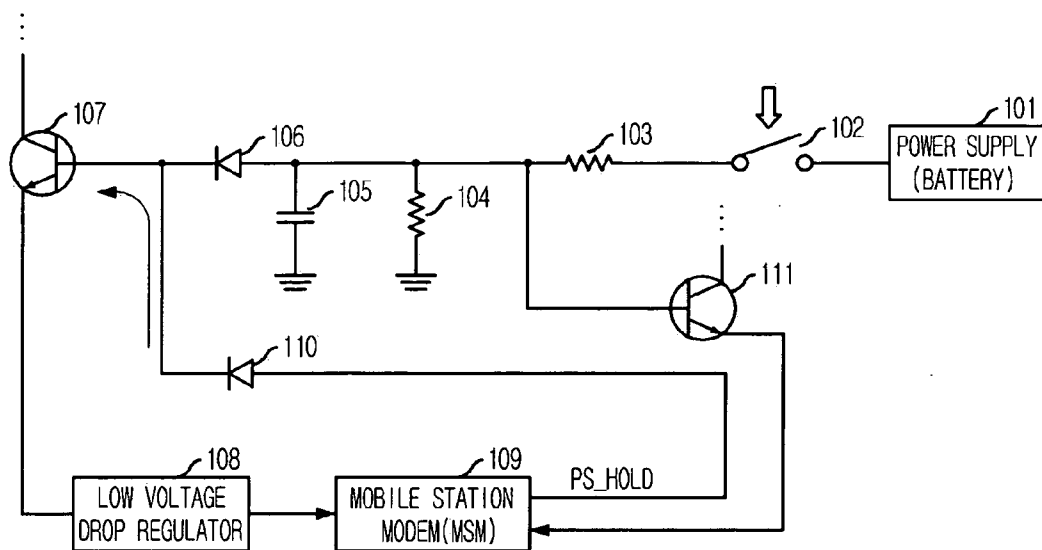 107
106
103
102
101
POWER SUPPLY
(BATTERY)
105
104
111
110
108
LOW VOLTAGE
DROP REGULATOR
109
MOBILE STATION
MODEM(MSM)
PS_HOLD